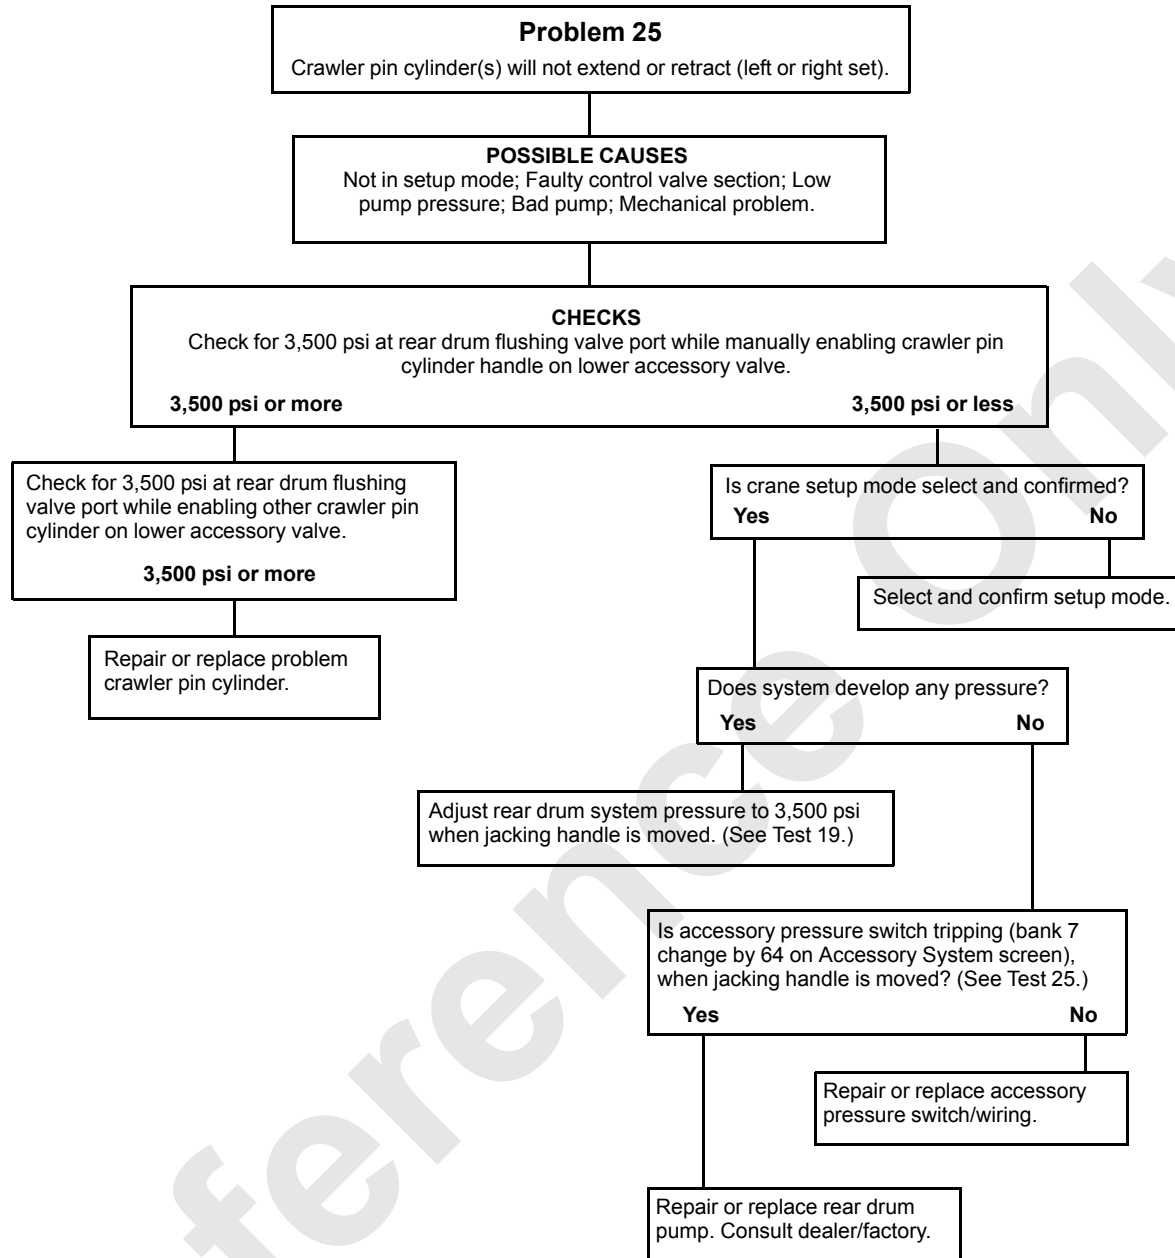 Problem 25
Crawler pin cylinder(s) will not extend or retract (left or right set).
POSSIBLE CAUSES
Not in setup mode; Faulty control valve section; Low
pump pressure; Bad pump; Mechanical problem.
CHECKS
Check for 3,500 psi at rear drum flushing valve port while manually enabling crawler pin
cylinder handle on lower accessory valve.
3,500 psi or more
3,500 psi or less
Check for 3,500 psi at rear drum flushing
valve port while enabling other crawler pin
cylinder on lower accessory valve.
3,500 psi or more
Repair or replace problem
crawler pin cylinder.
Is crane setup mode select and confirmed?
Yes
No
Select and confirm setup mode.
Does system develop any pressure?
Yes
No
Adjust rear drum system pressure to 3,500 psi
when jacking handle is moved. (See Test 19.)
Is accessory pressure switch tripping (bank 7
change by 64 on Accessory System screen),
when jacking handle is moved? (See Test 25.)
Yes
No
Repair or replace accessory
pressure switch/wiring.
Repair or replace rear drum
pump. Consult dealer/factory.
ference Only